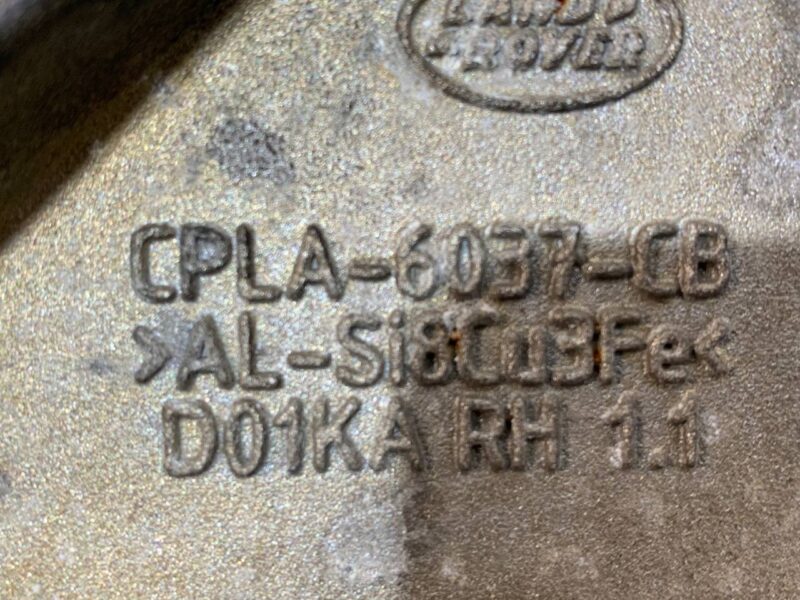 LAND
ROVER
CPLA-6037-CB
>AL-Si8Cu3Fe<
D01KA RH 1.1